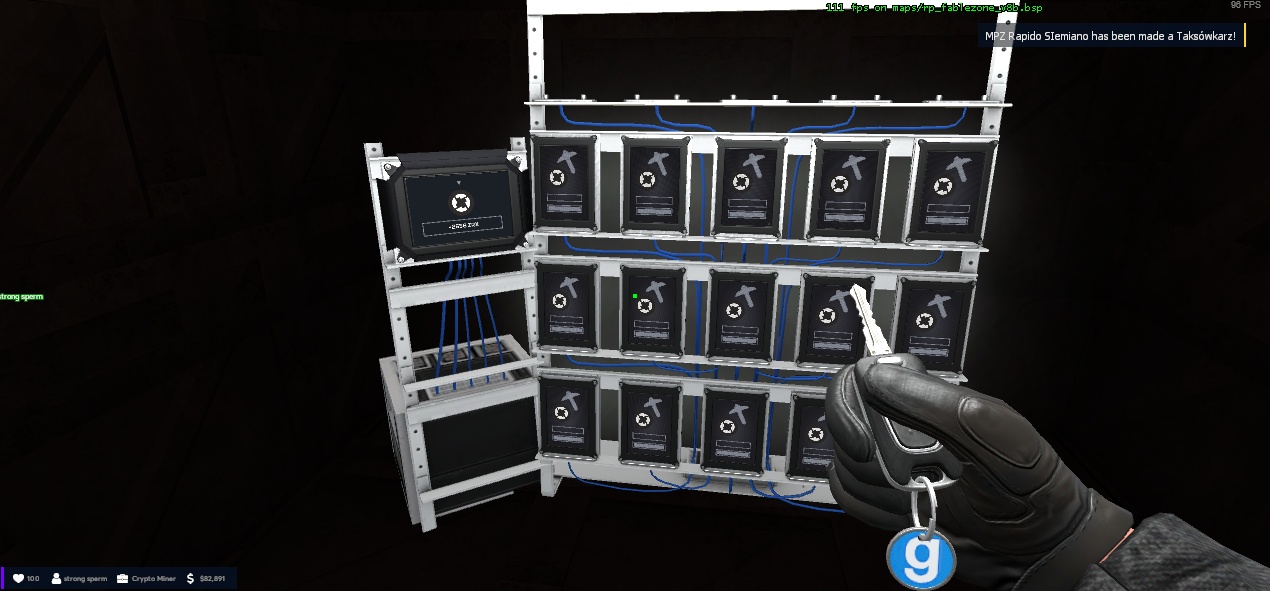 111 fps on maps/rp_fablezone_v8b.bsp
96 FPS
MPZ Rapido SIemiano has been made a Taksówkarz!
strong sperm
g
100
strong sperm
Crypto Miner
$82,891